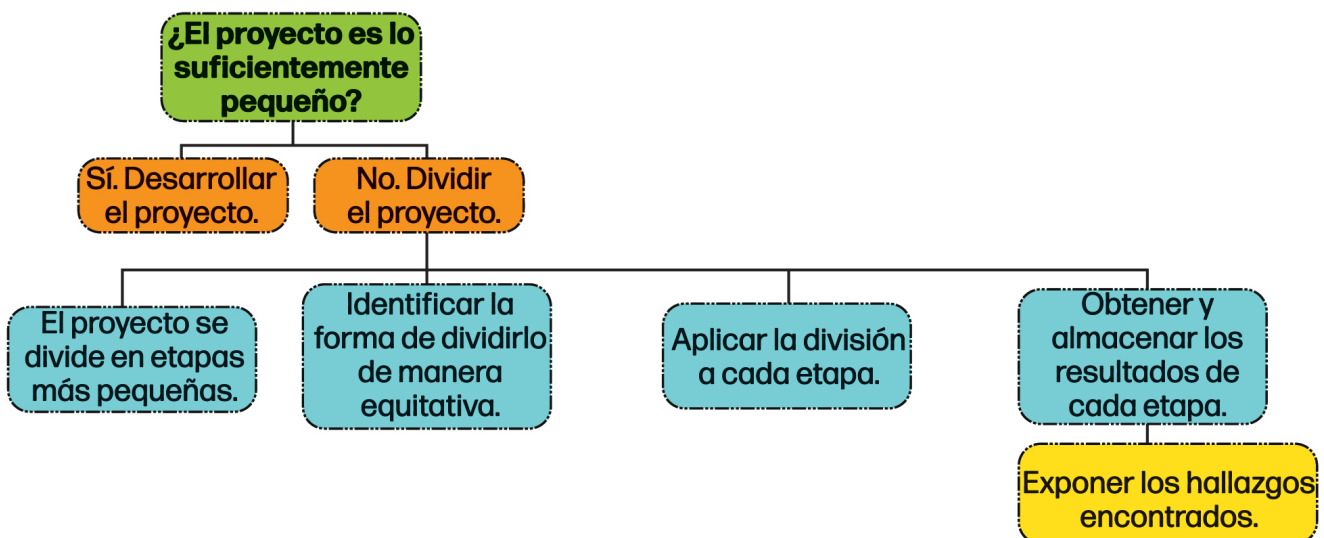 ¿El proyecto es lo
suficientemente
pequeño?
Sí. Desarrollar
el proyecto.
No. Dividir
el proyecto.
El proyecto se
divide en etapas
más pequeñas.
Identificar la
forma de dividirlo
de manera
equitativa.
Aplicar la división
a cada etapa.
Obtener y
almacenar los
resultados de
cada etapa.
Exponer los hallazgos
encontrados.